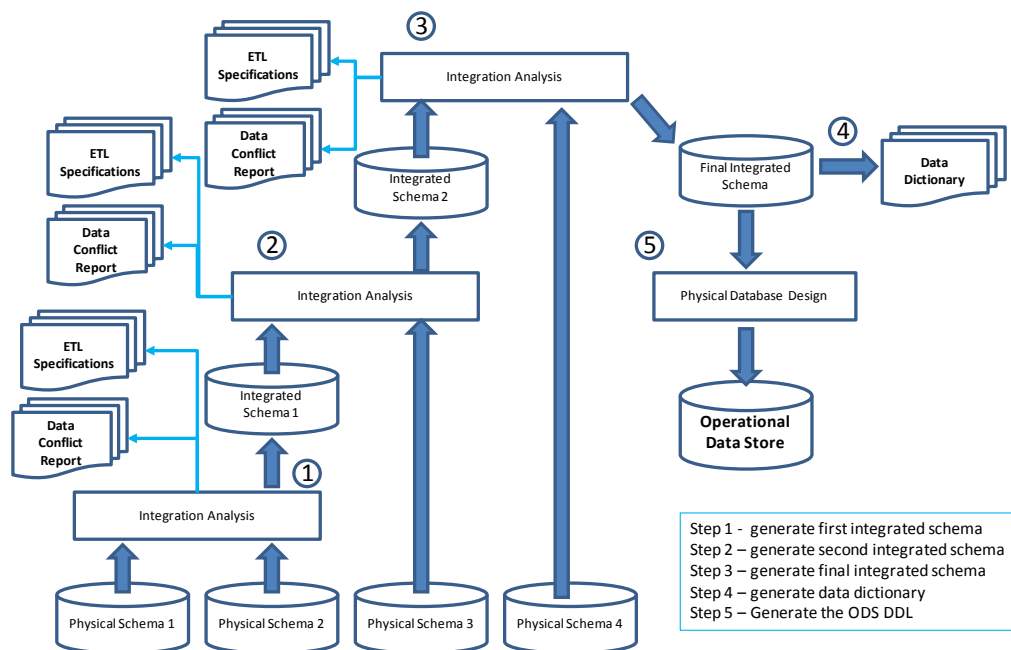 3
ETL
Specifications
Integration Analysis
Data
Conflict
Report
ETL
Specifications
Integrated
Schema 2
4
Final Integrated
Schema
Data
Dictionary
Data
Conflict
Report
2
5
Integration Analysis
Physical Database Design
ETL
Specifications
Integrated
Schema 1
Data
Conflict
Report
Operational
Data Store
1
Integration Analysis
Step 1 - generate first integrated schema
Step 2 – generate second integrated schema
Step 3 – generate final integrated schema
Step 4 – generate data dictionary
Step 5 – Generate the ODS DDL
Physical Schema 1
Physical Schema 2
Physical Schema 3
Physical Schema 4